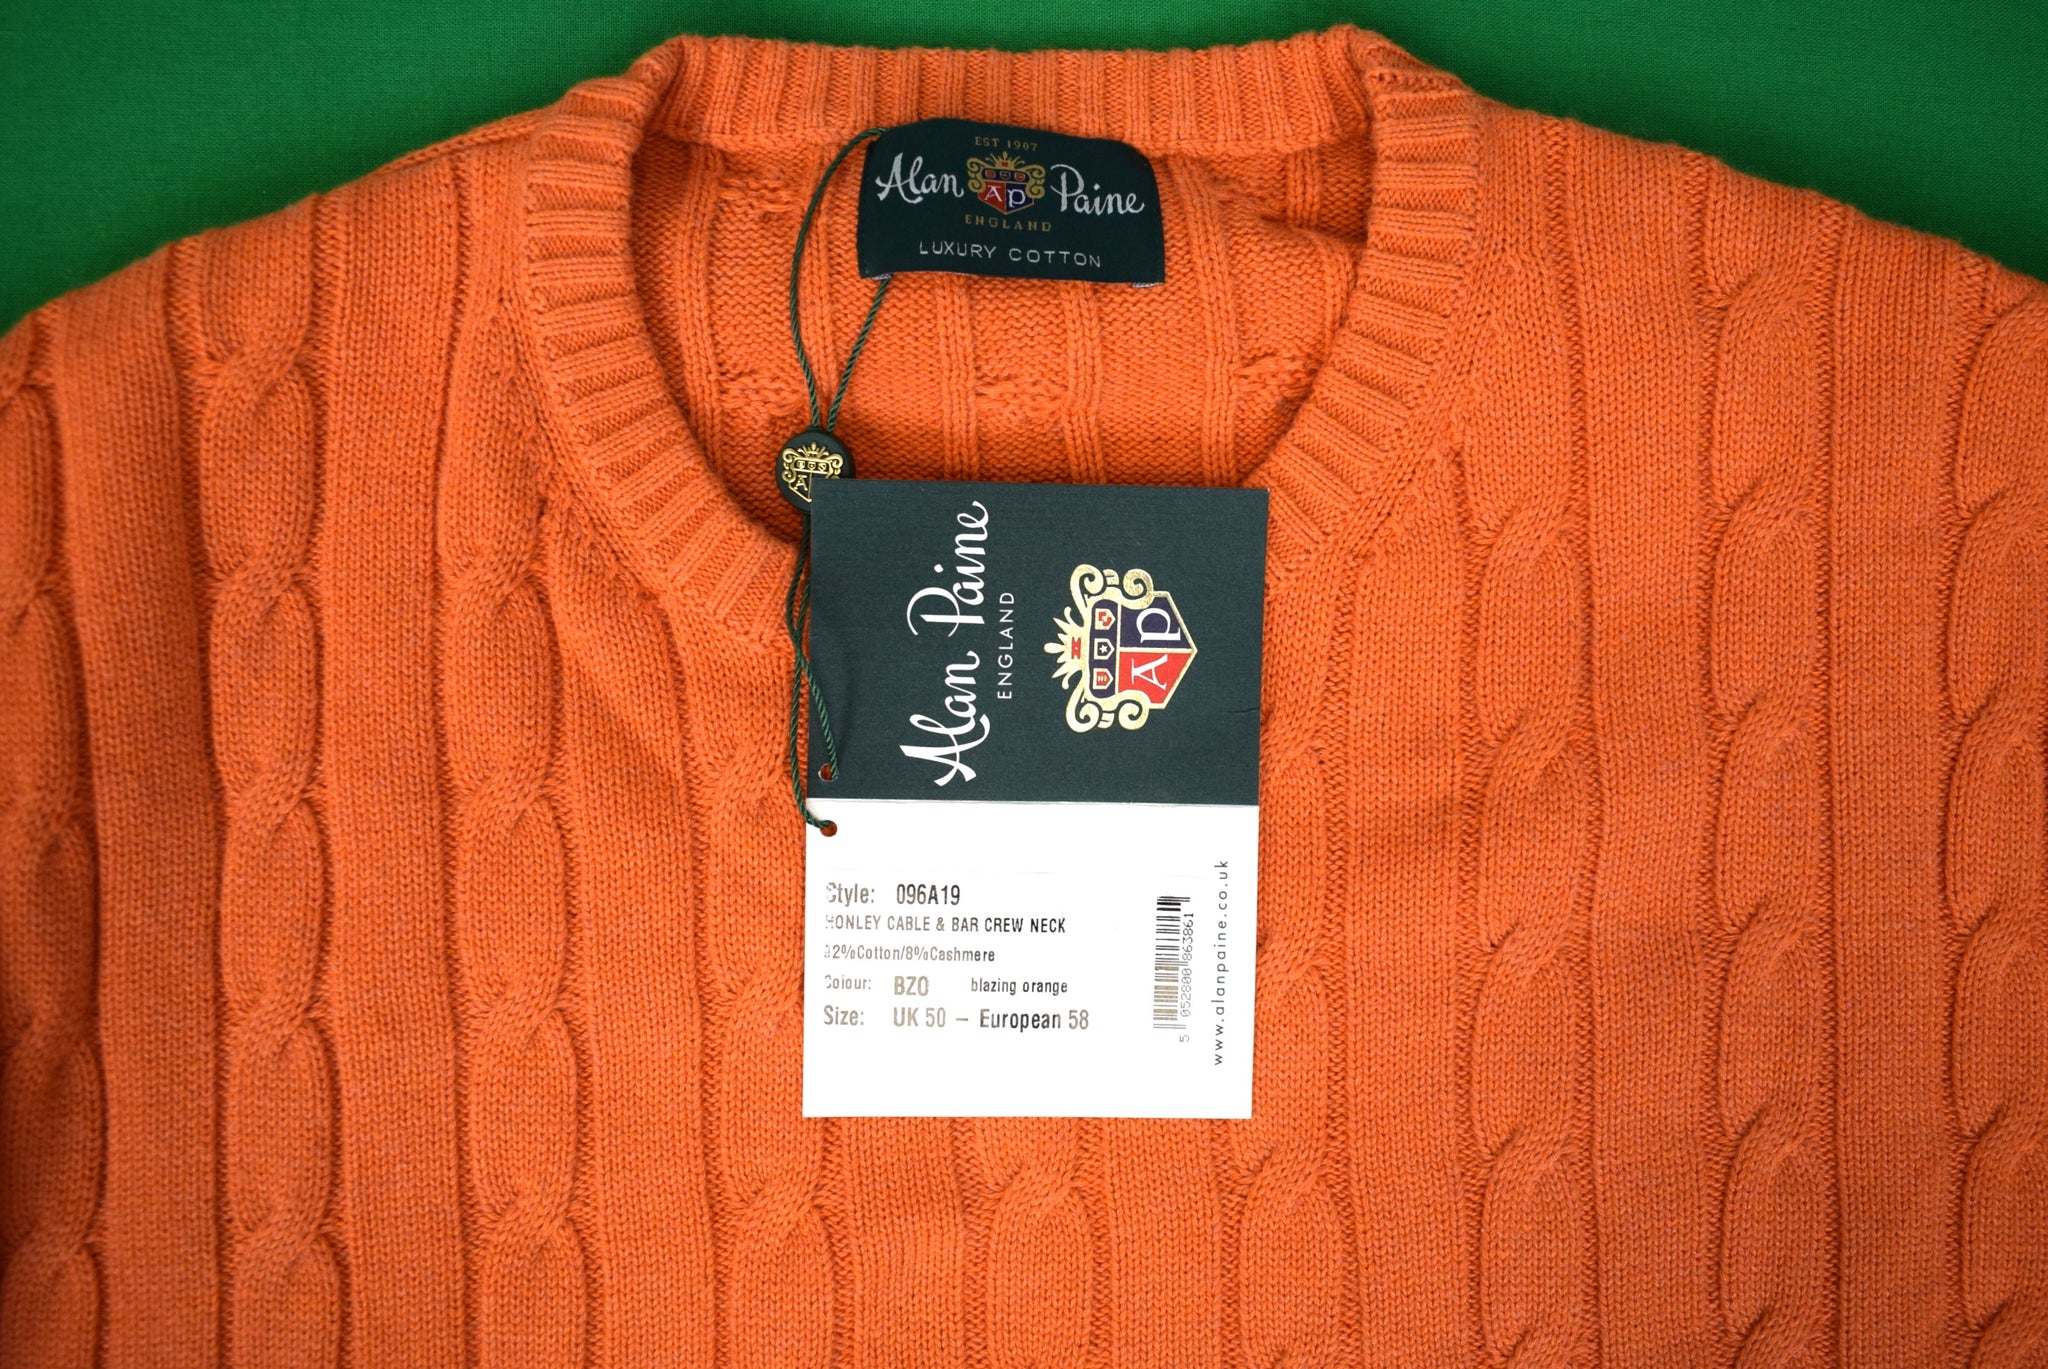 EST 1907
Alan AP Paine
ENGLAND
LUXURY COTTON
A
Alan Paine
ENGLAND
AP
Style: 096A19
HONLEY CABLE & BAR CREW NECK
92%Cotton/8%Cashmere
Colour: BZO blazing orange
Size: UK 50 – European 58
5 052800 863861
www.alanpaine.co.uk